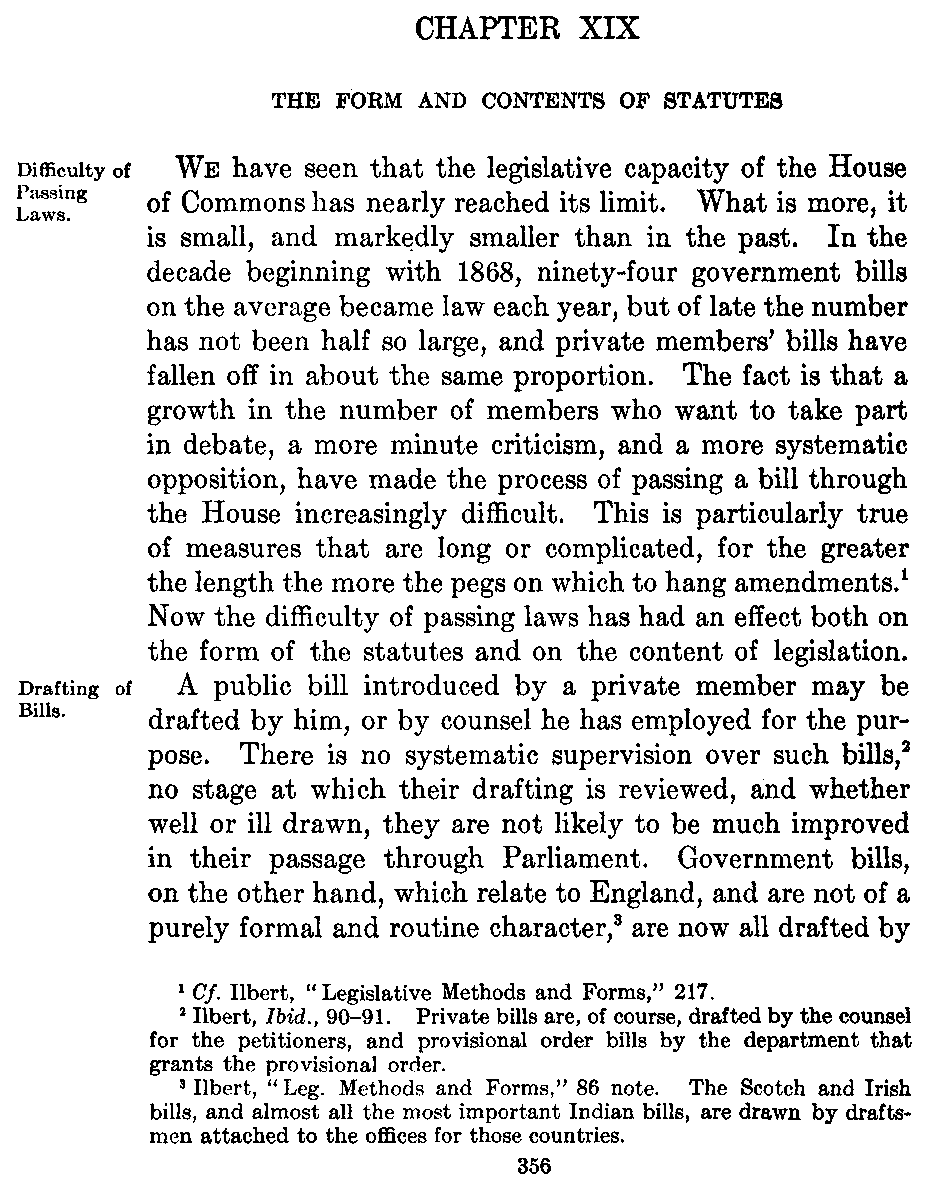 CHAPTER XIX
THE FORM AND CONTENTS OF STATUTES
Difficulty of
Passing
Laws.
WE have seen that the legislative capacity of the House
of Commons has nearly reached its limit. What is more, it
is small, and markedly smaller than in the past. In the
decade beginning with 1868, ninety-four government bills
on the average became law each year, but of late the number
has not been half so large, and private members' bills have
fallen off in about the same proportion. The fact is that a
growth in the number of members who want to take part
in debate, a more minute criticism, and a more systematic
opposition, have made the process of passing a bill through
the House increasingly difficult. This is particularly true
of measures that are long or complicated, for the greater
the length the more the pegs on which to hang amendments.¹
Now the difficulty of passing laws has had an effect both on
the form of the statutes and on the content of legislation.
Drafting of
Bills.
A public bill introduced by a private member may be
drafted by him, or by counsel he has employed for the pur-
pose. There is no systematic supervision over such bills,²
no stage at which their drafting is reviewed, and whether
well or ill drawn, they are not likely to be much improved
in their passage through Parliament. Government bills,
on the other hand, which relate to England, and are not of a
purely formal and routine character,³ are now all drafted by
¹ Cf. Ilbert, "Legislative Methods and Forms," 217.
² Ilbert, Ibid., 90–91. Private bills are, of course, drafted by the counsel
for the petitioners, and provisional order bills by the department that
grants the provisional order.
³ Ilbert, "Leg. Methods and Forms," 86 note. The Scotch and Irish
bills, and almost all the most important Indian bills, are drawn by drafts-
men attached to the offices for those countries.
356